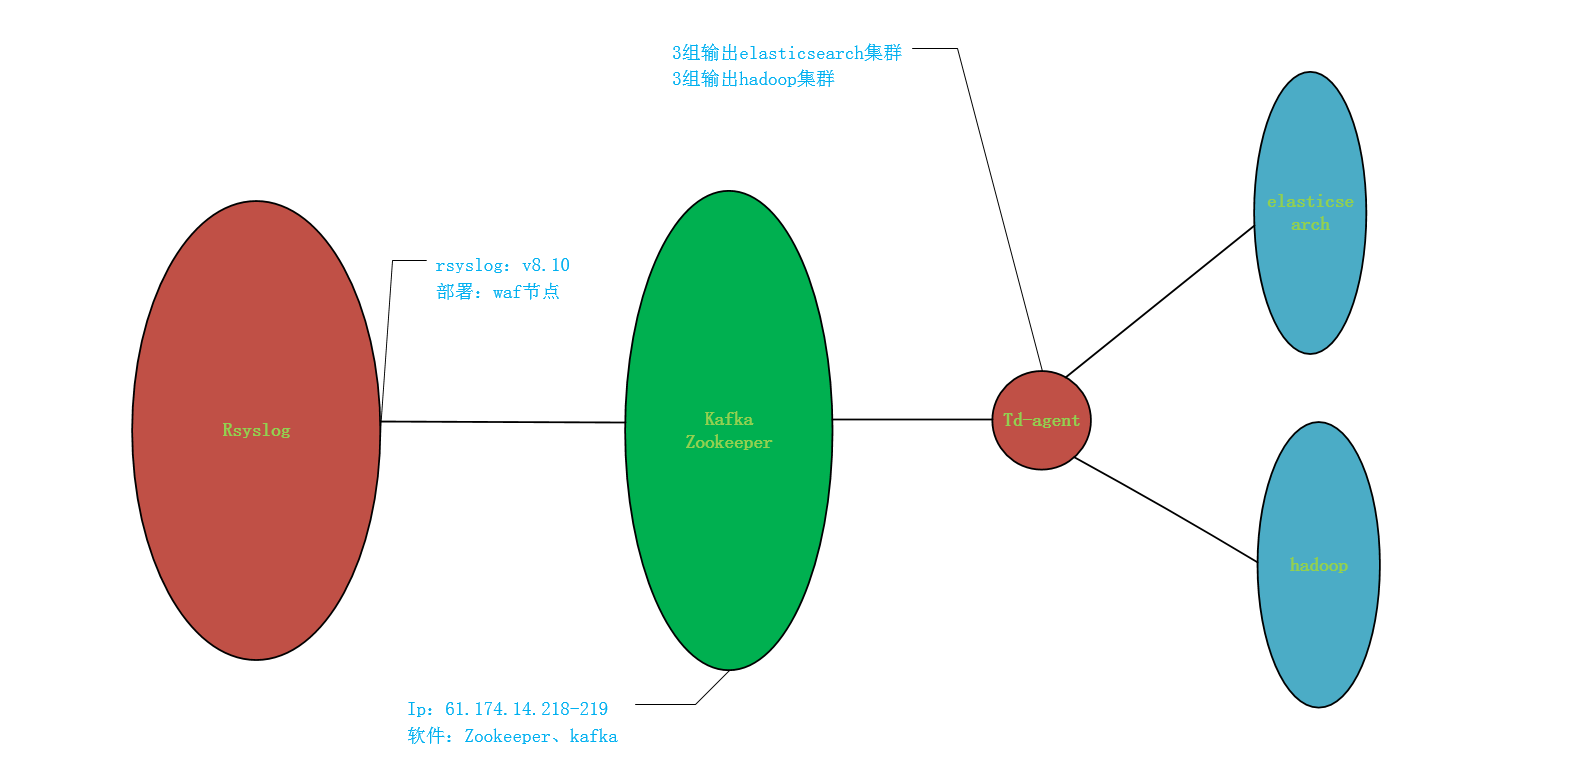 3组输出elasticsearch集群
3组输出hadoop集群
elasticse
arch
rsyslog：v8.10
部署：waf节点
Rsyslog
Kafka
Zookeeper
Td-agent
hadoop
Ip：61.174.14.218-219
软件：Zookeeper、kafka